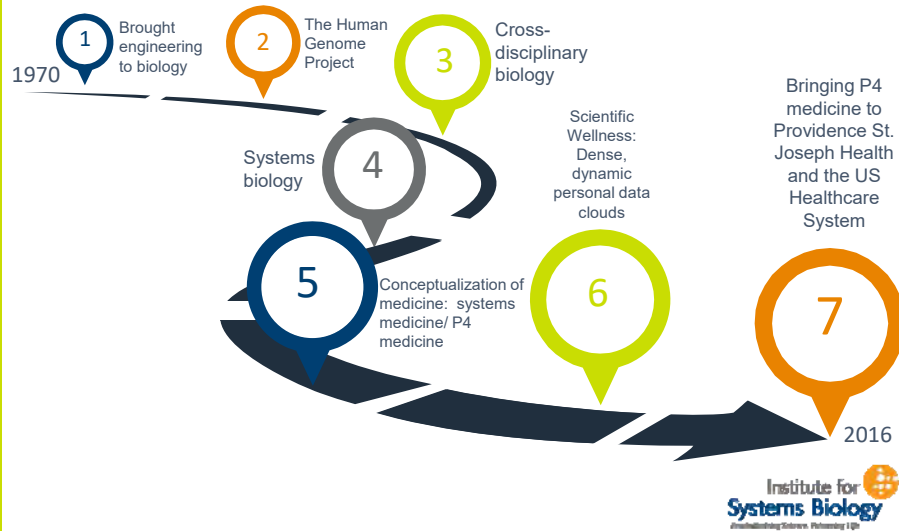 1970
1
Brought
engineering
to biology
2
The Human
Genome
Project
3
Cross-
disciplinary
biology
4
Systems
biology
5
Conceptualization of
medicine: systems
medicine/ P4
medicine
6
Scientific
Wellness:
Dense,
dynamic
personal data
clouds
7
Bringing P4
medicine to
Providence St.
Joseph Health
and the US
Healthcare
System
2016
Institute for
Systems Biology